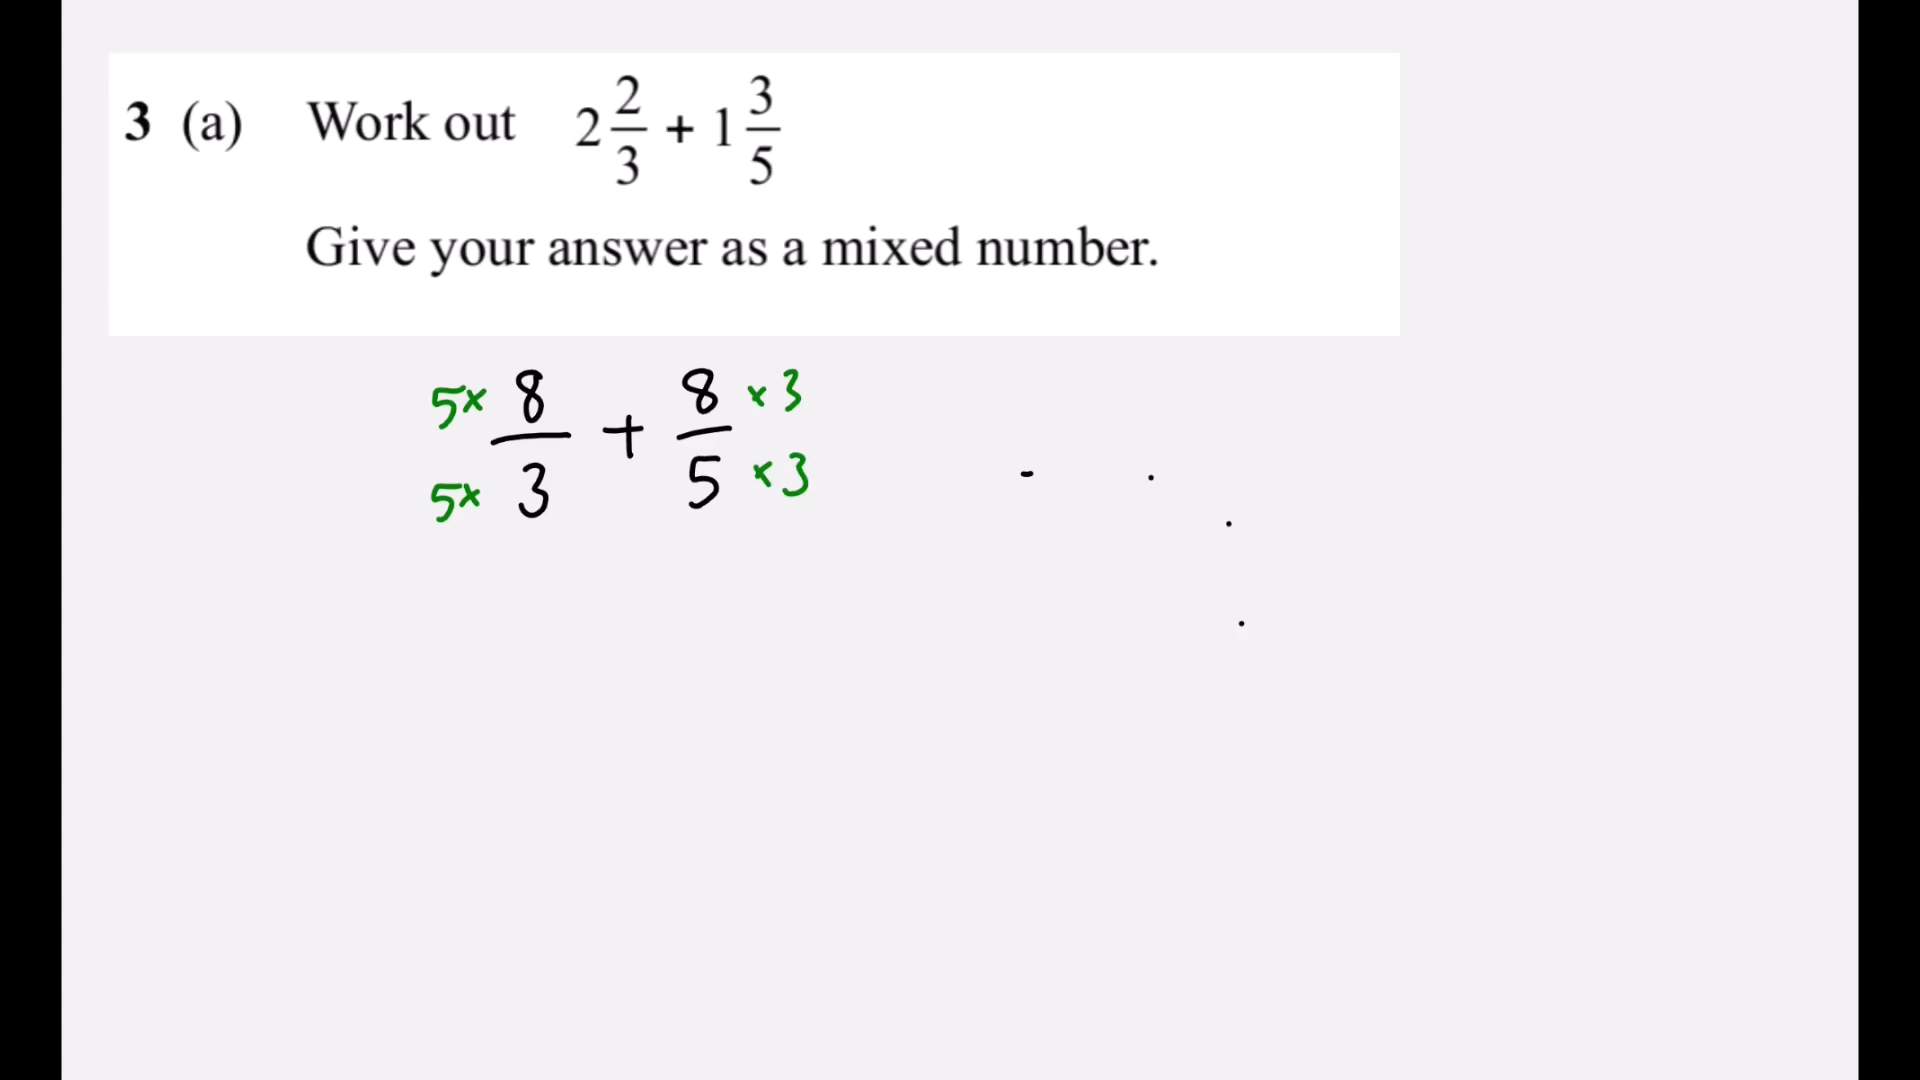 3 (a) Work out 2 2/3 + 1 3/5
Give your answer as a mixed number.
5× 8 + 8 × 3
5× 3 5 × 3